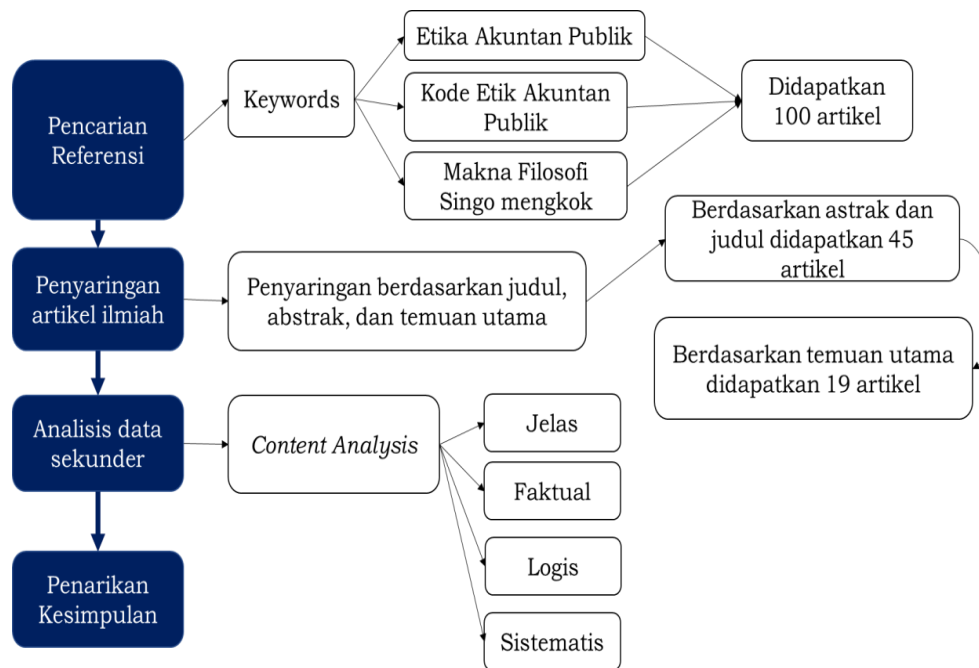 Pencarian
Referensi
Keywords
Etika Akuntan Publik
Kode Etik Akuntan
Publik
Makna Filosofi
Singo mengkok
Didapatkan
100 artikel
Penyaringan
artikel ilmiah
Penyaringan berdasarkan judul,
abstrak, dan temuan utama
Berdasarkan astrak dan
judul didapatkan 45
artikel
Berdasarkan temuan utama
didapatkan 19 artikel
Analisis data
sekunder
Content Analysis
Jelas
Faktual
Logis
Sistematis
Penarikan
Kesimpulan